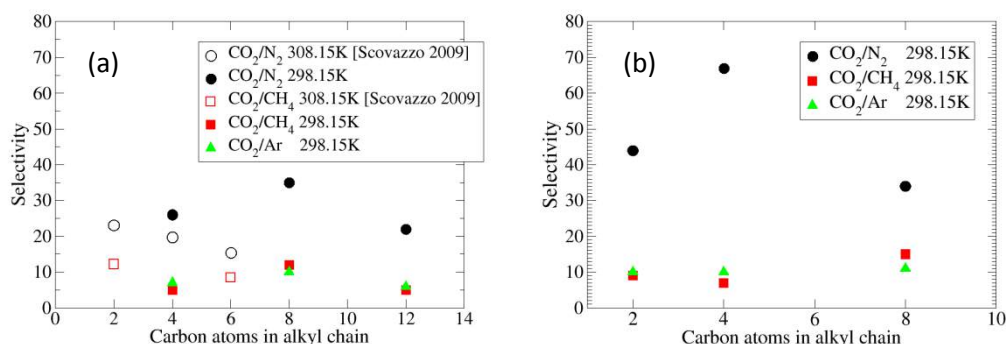 (a)
CO2/N2 308.15K [Scovazzo 2009]
CO2/N2 298.15K
CO2/CH4 308.15K [Scovazzo 2009]
CO2/CH4 298.15K
CO2/Ar 298.15K
Selectivity
80
70
60
50
40
30
20
10
0
0 2 4 6 8 10 12 14
Carbon atoms in alkyl chain
(b)
CO2/N2 298.15K
CO2/CH4 298.15K
CO2/Ar 298.15K
Selectivity
80
70
60
50
40
30
20
10
0
2 4 6 8 10
Carbon atoms in alkyl chain